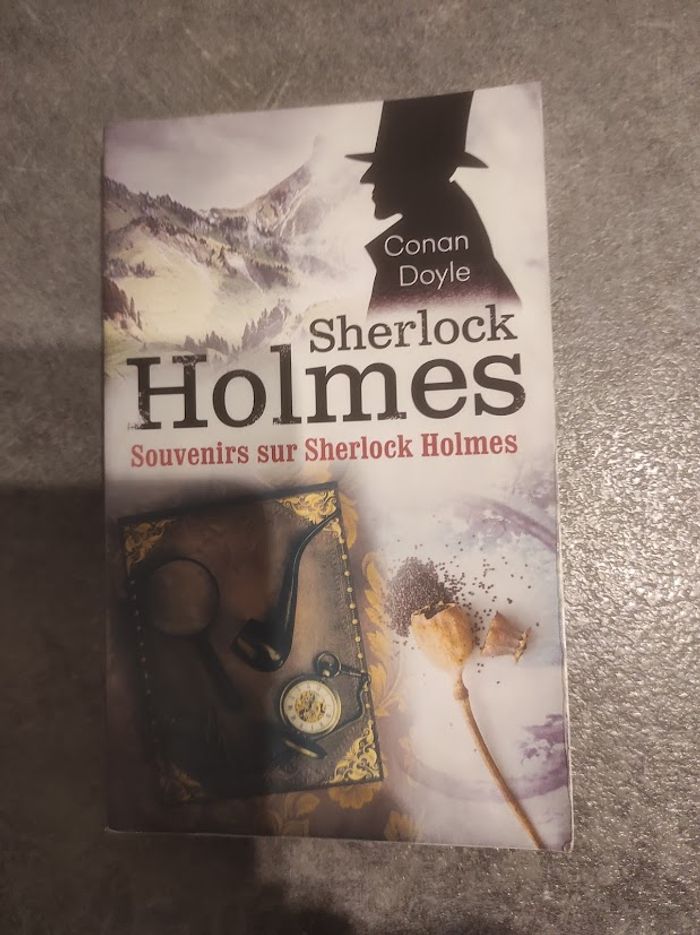 Conan
Doyle
Sherlock
Holmes
Souvenirs sur Sherlock Holmes